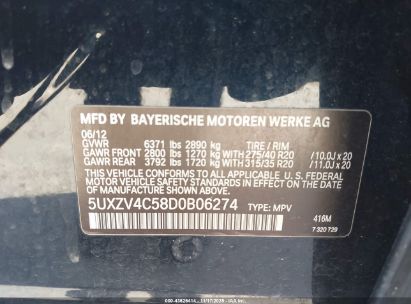 MFD BY BAYERISCHE MOTOREN WERKE AG
06/12
GVWR 6371 lbs 2890 kg TIRE / RIM
GAWR FRONT 2800 lbs 1270 kg WITH 275/40 R20 /10.0J x 20
GAWR REAR 3792 lbs 1720 kg WITH 315/35 R20 /11.0J x 20
THIS VEHICLE CONFORMS TO ALL APPLICABLE U.S. FEDERAL
MOTOR VEHICLE SAFETY STANDARDS IN EFFECT ON THE
DATE OF MANUFACTURE SHOWN ABOVE.
5UXZV4C58D0B06274 TYPE: MPV
416M
7 320 729